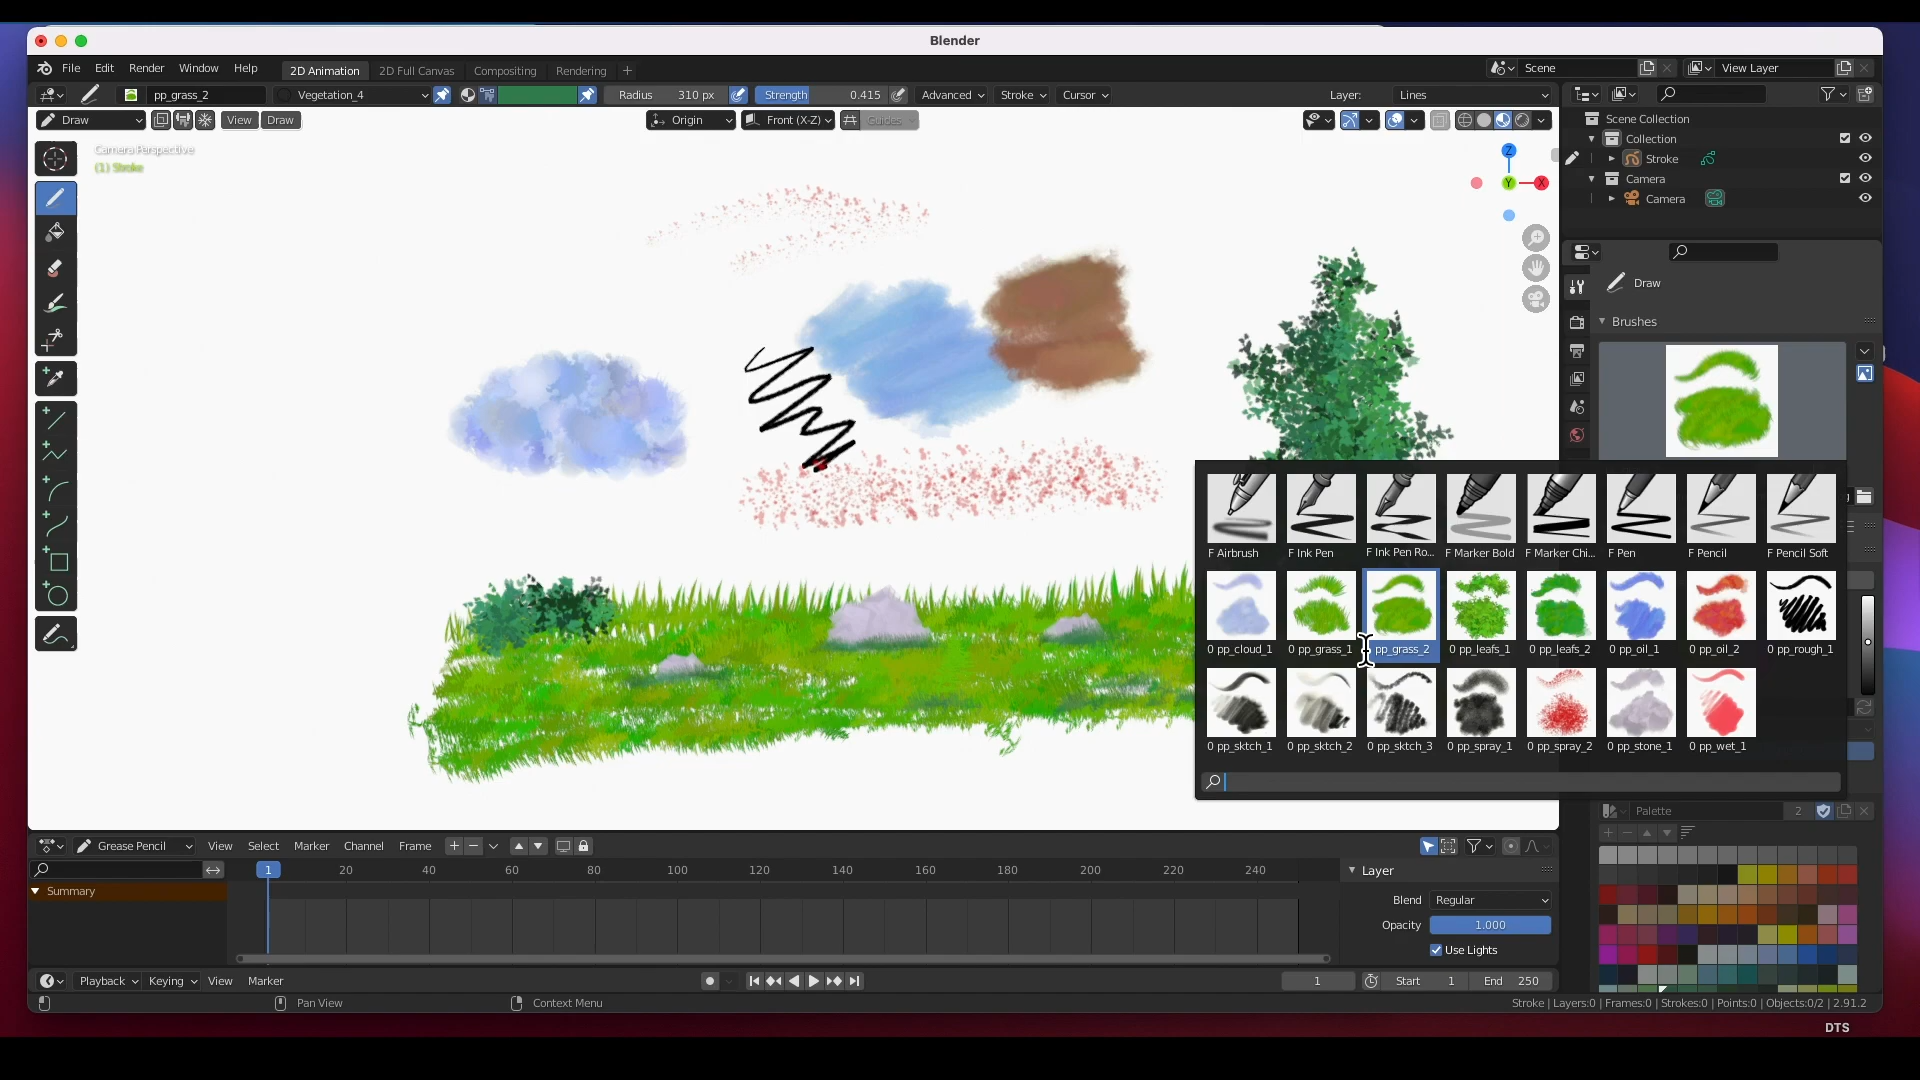 Blender
File Edit Render Window Help 2D Animation 2D Full Canvas Compositing Rendering + Scene View Layer
pp_grass_2 Vegetation_4 Radius 310 px Strength 0.415 Advanced Stroke Cursor Layer: Lines
Draw View Draw Origin Front (X-Z) Guides
Camera Perspective
(1) Stroke
Z
Y X
Scene Collection
Collection
Stroke
Camera
Camera
Draw
Brushes
F Airbrush F Ink Pen F Ink Pen Ro... F Marker Bold F Marker Chi... F Pen F Pencil F Pencil Soft
0 pp_cloud_1 0 pp_grass_1 pp_grass_2 0 pp_leafs_1 0 pp_leafs_2 0 pp_oil_1 0 pp_oil_2 0 pp_rough_1
0 pp_sktch_1 0 pp_sktch_2 0 pp_sktch_3 0 pp_spray_1 0 pp_spray_2 0 pp_stone_1 0 pp_wet_1
Palette 2
Grease Pencil View Select Marker Channel Frame
1 20 40 60 80 100 120 140 160 180 200 220 240
Summary
Layer
Blend Regular
Opacity 1.000
Use Lights
Playback Keying View Marker 1 Start 1 End 250
Pan View Context Menu Stroke | Layers:0 | Frames:0 | Strokes:0 | Points:0 | Objects:0/2 | 2.91.2
DTS